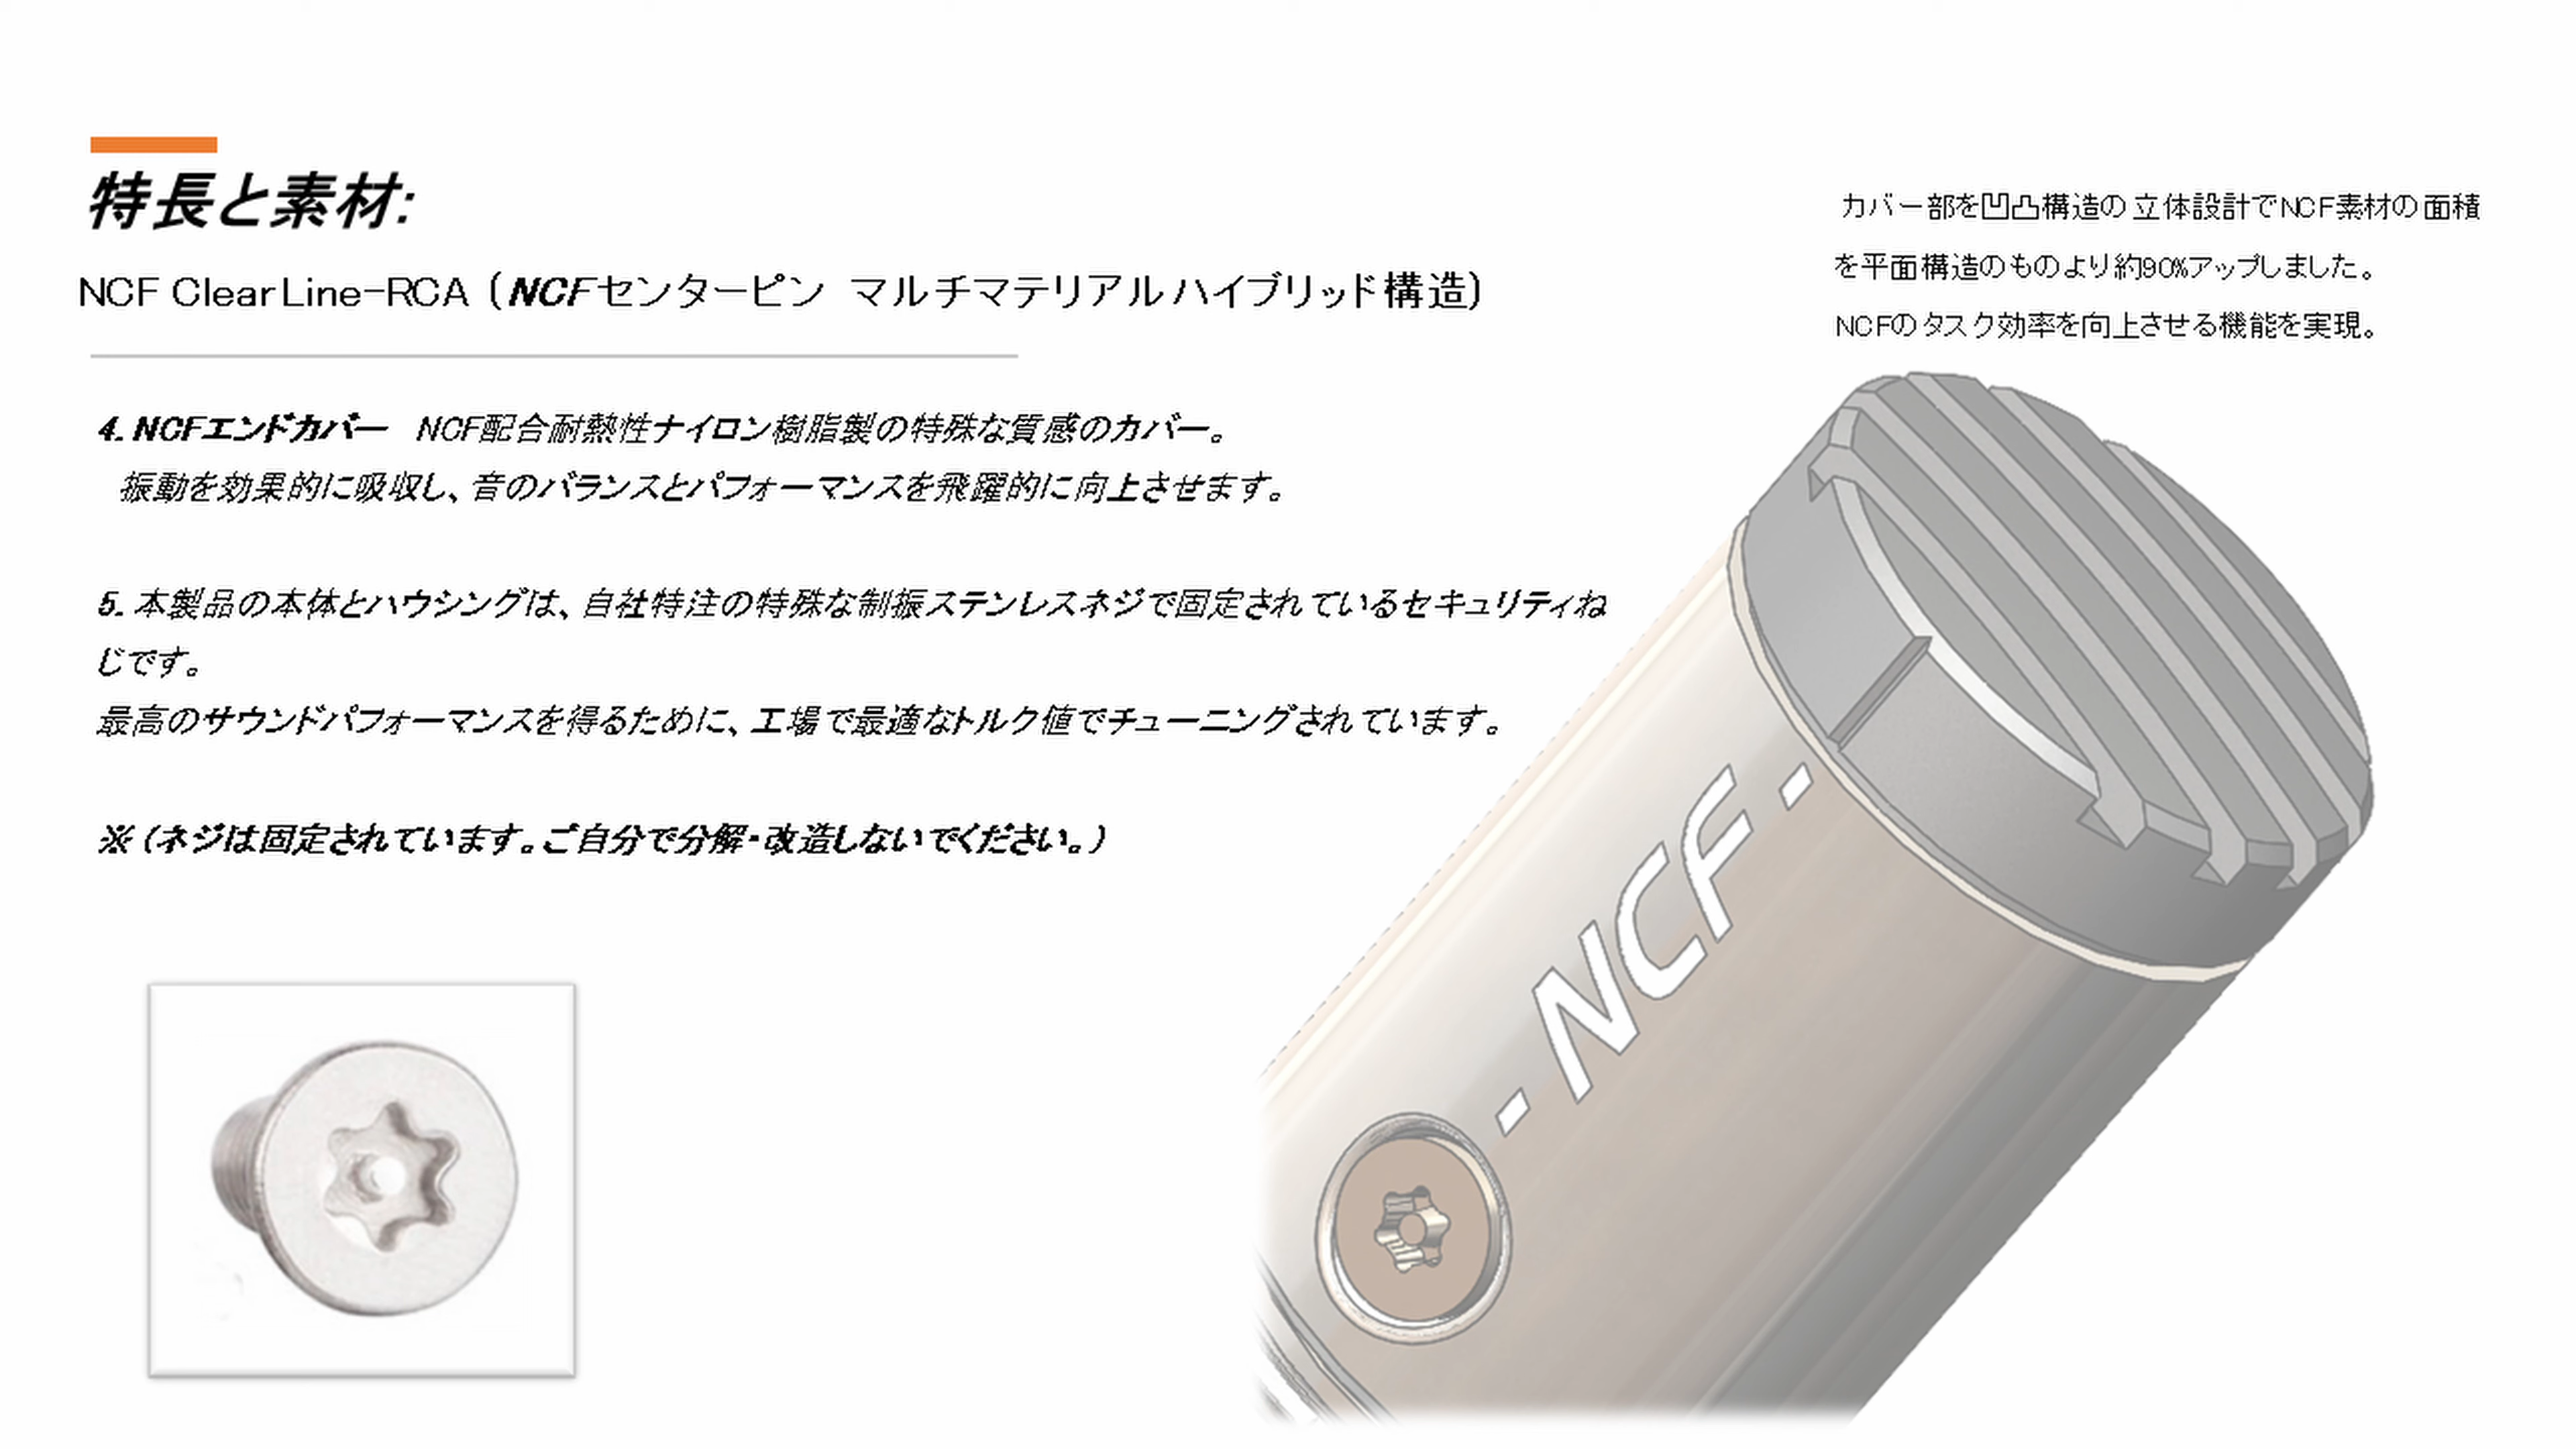 特長と素材:
NCF ClearLine-RCA (NCFセンターピン マルチマテリアルハイブリッド構造)
カバー部を凹凸構造の立体設計でNCF素材の面積
を平面構造のものより約90%アップしました。
NCFのタスク効率を向上させる機能を実現。
4. NCFエンドカバー NCF配合耐熱性ナイロン樹脂製の特殊な質感のカバー。
振動を効果的に吸収し、音のバランスとパフォーマンスを飛躍的に向上させます。
5. 本製品の本体とハウジングは、自社特注の特殊な制振ステンレスネジで固定されているセキュリティね
じです。
最高のサウンドパフォーマンスを得るために、工場で最適なトルク値でチューニングされています。
※(ネジは固定されています。ご自分で分解・改造しないでください。)
- NCF -